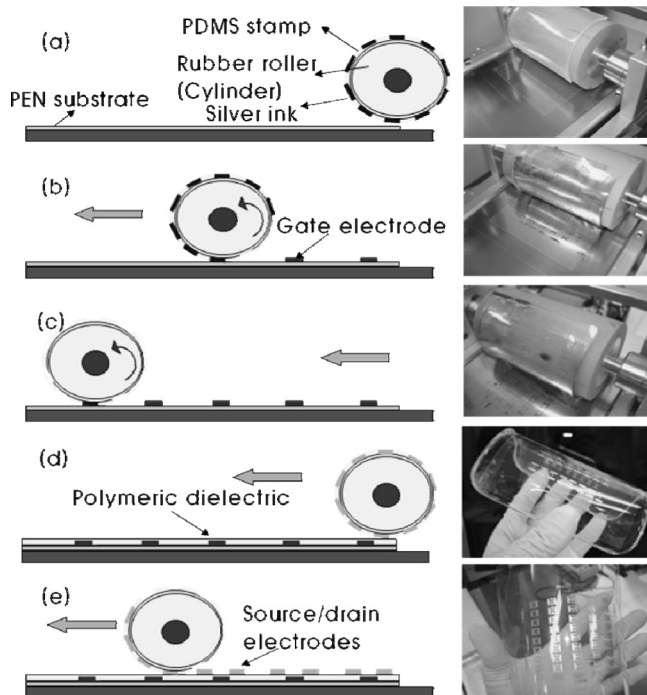 (a)
PDMS stamp
Rubber roller
(Cylinder)
Silver ink
PEN substrate
(b)
Gate electrode
(c)
(d)
Polymeric dielectric
(e)
Source/drain
electrodes